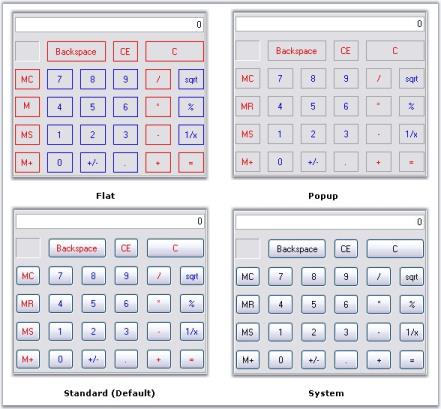 0
Backspace CE C
MC 7 8 9 / sqrt
M 4 5 6 * %
MS 1 2 3 - 1/x
M+ 0 +/- . + =
Flat
0
Backspace CE C
MC 7 8 9 / sqrt
MR 4 5 6 * %
MS 1 2 3 - 1/x
M+ 0 +/- . + =
Popup
0
Backspace CE C
MC 7 8 9 / sqrt
MR 4 5 6 * %
MS 1 2 3 - 1/x
M+ 0 +/- . + =
Standard (Default)
0
Backspace CE C
MC 7 8 9 / sqrt
MR 4 5 6 * %
MS 1 2 3 - 1/x
M+ 0 +/- . + =
System